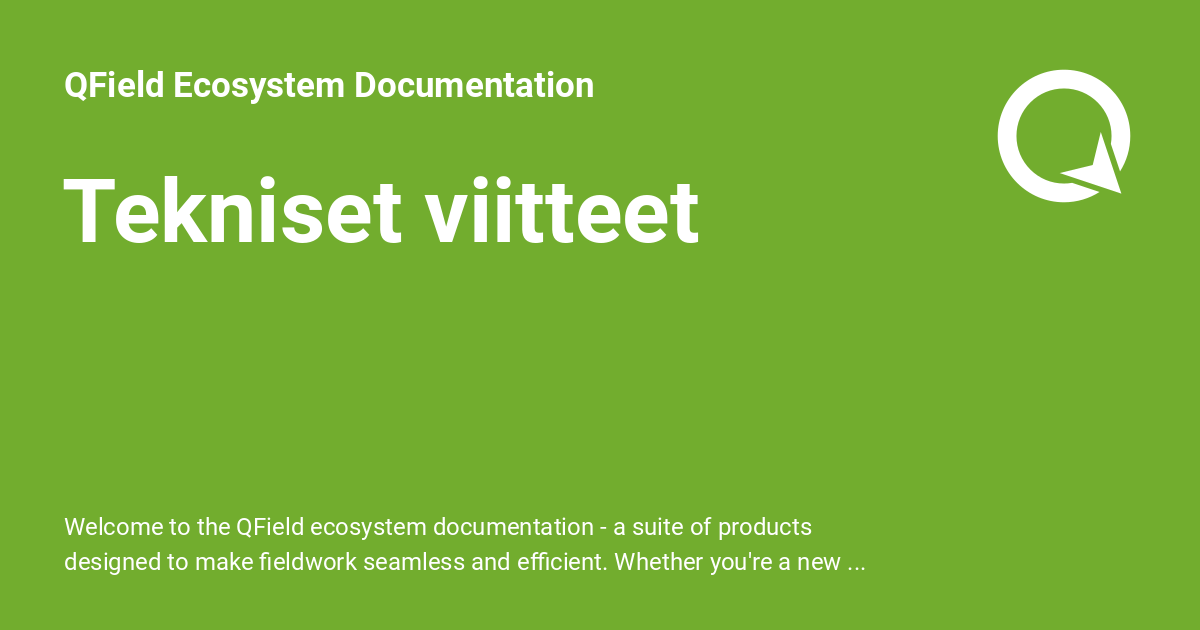 QField Ecosystem Documentation
Tekniset viitteet
Welcome to the QField ecosystem documentation - a suite of products
designed to make fieldwork seamless and efficient. Whether you're a new ...